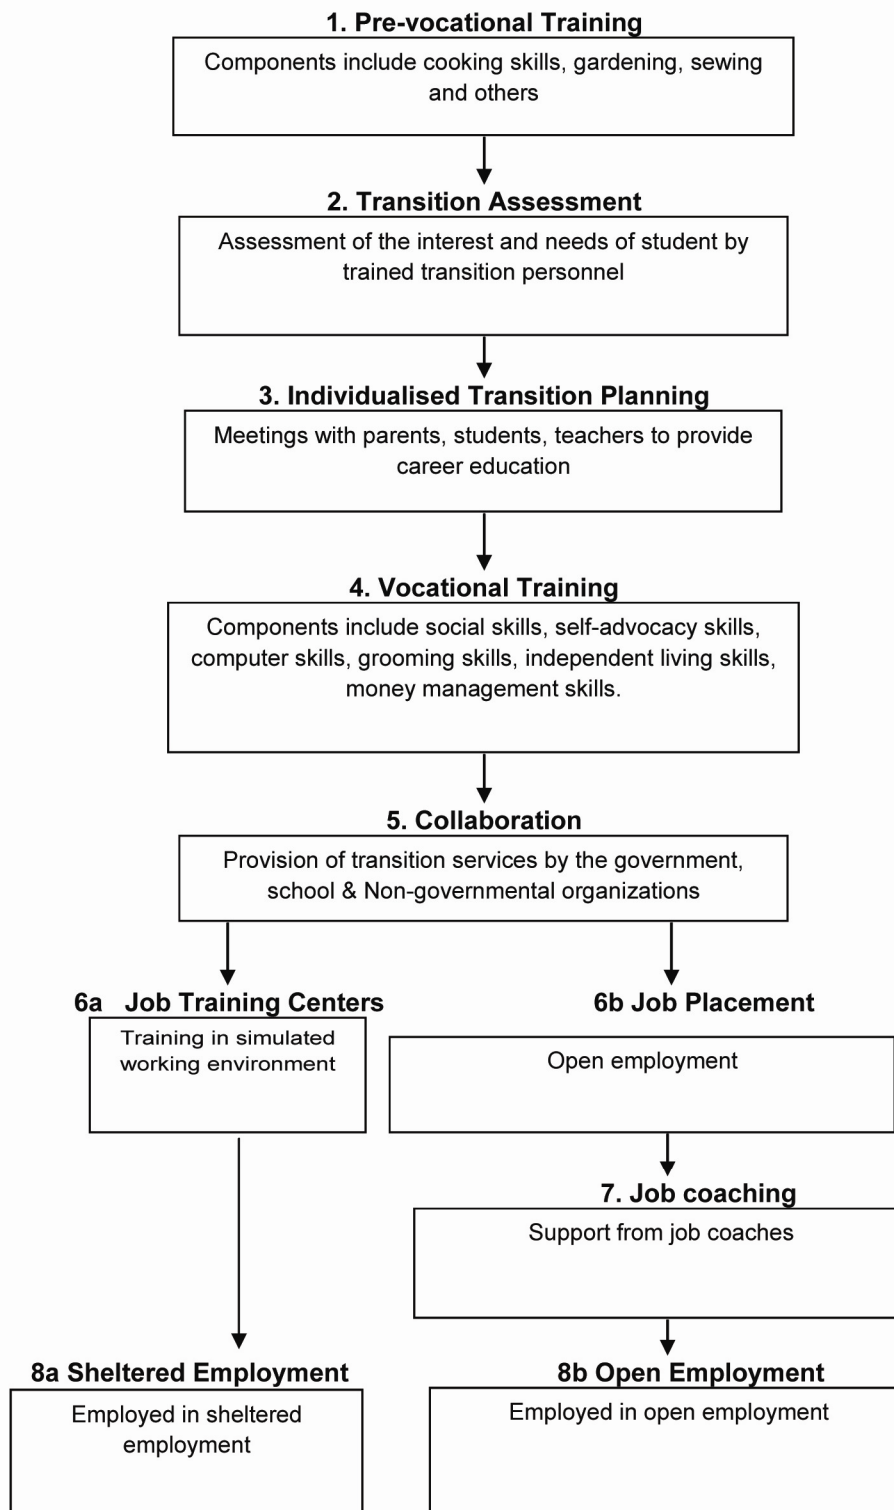 1. Pre-vocational Training
Components include cooking skills, gardening, sewing
and others
2. Transition Assessment
Assessment of the interest and needs of student by
trained transition personnel
3. Individualised Transition Planning
Meetings with parents, students, teachers to provide
career education
4. Vocational Training
Components include social skills, self-advocacy skills,
computer skills, grooming skills, independent living skills,
money management skills.
5. Collaboration
Provision of transition services by the government,
school & Non-governmental organizations
6a Job Training Centers
Training in simulated
working environment
6b Job Placement
Open employment
7. Job coaching
Support from job coaches
8a Sheltered Employment
Employed in sheltered
employment
8b Open Employment
Employed in open employment